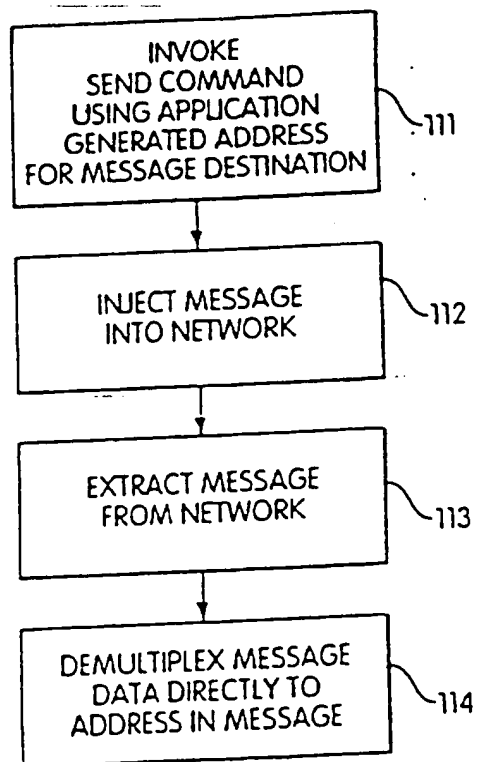 INVOKE
SEND COMMAND
USING APPLICATION
GENERATED ADDRESS
FOR MESSAGE DESTINATION
111
INJECT MESSAGE
INTO NETWORK
112
EXTRACT MESSAGE
FROM NETWORK
113
DEMULTIPLEX MESSAGE
DATA DIRECTLY TO
ADDRESS IN MESSAGE
114